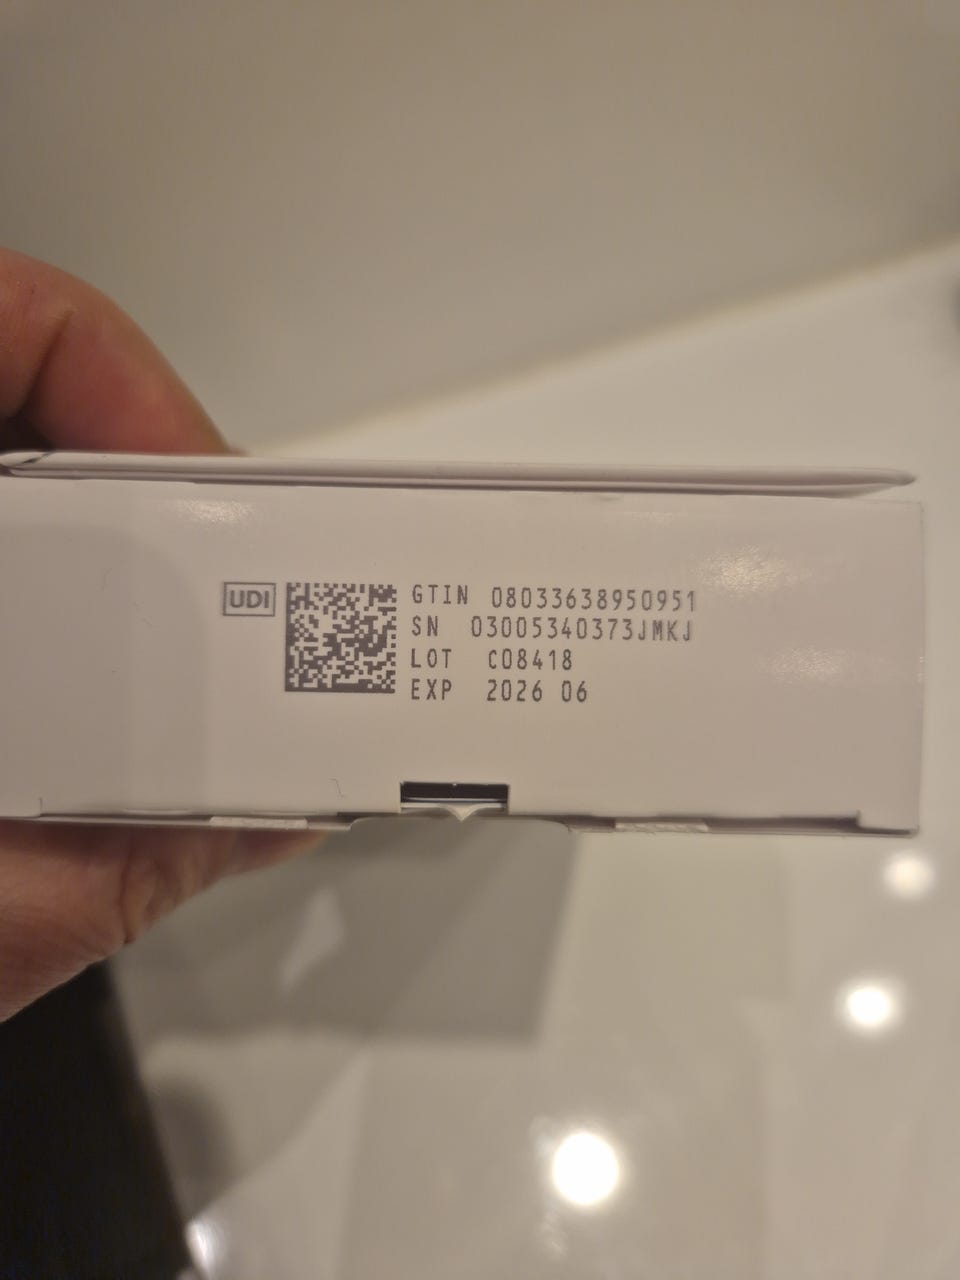 UDI
GTIN 08033638950951
SN 03005340373JMKJ
LOT C08418
EXP 2026 06